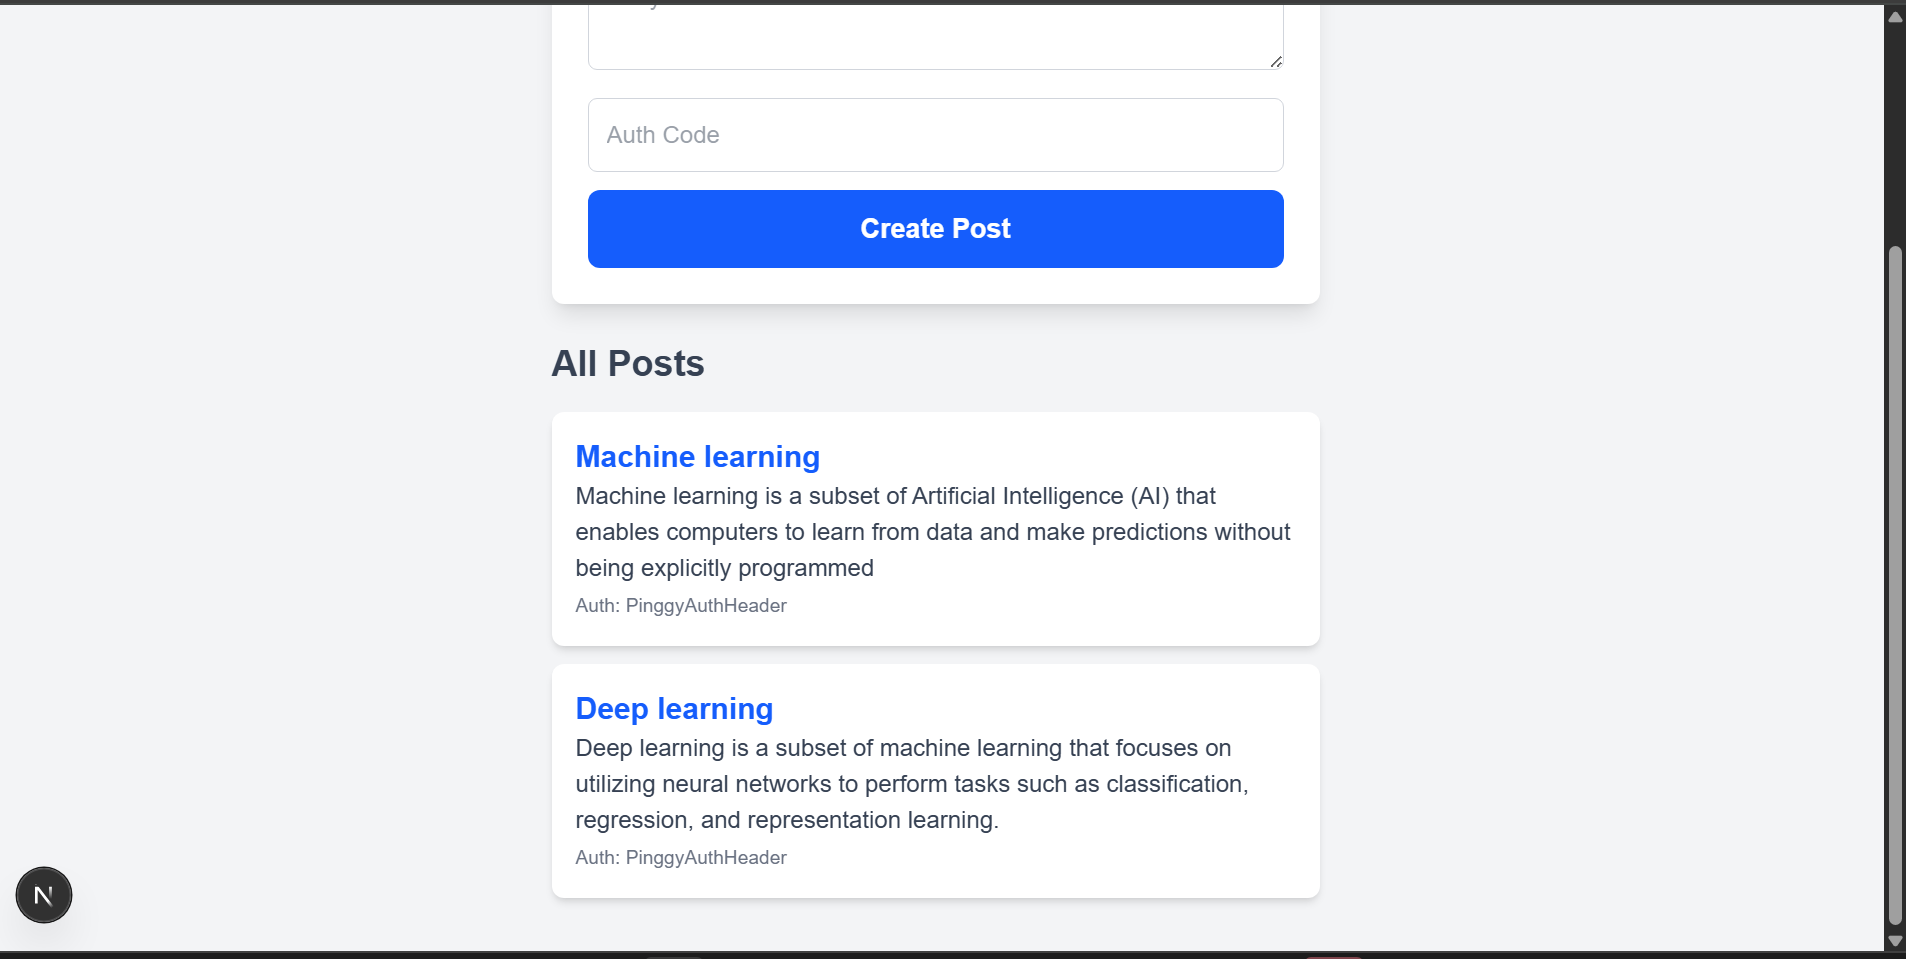 Auth Code
Create Post
All Posts
Machine learning
Machine learning is a subset of Artificial Intelligence (AI) that
enables computers to learn from data and make predictions without
being explicitly programmed
Auth: PinggyAuthHeader
Deep learning
Deep learning is a subset of machine learning that focuses on
utilizing neural networks to perform tasks such as classification,
regression, and representation learning.
Auth: PinggyAuthHeader
N